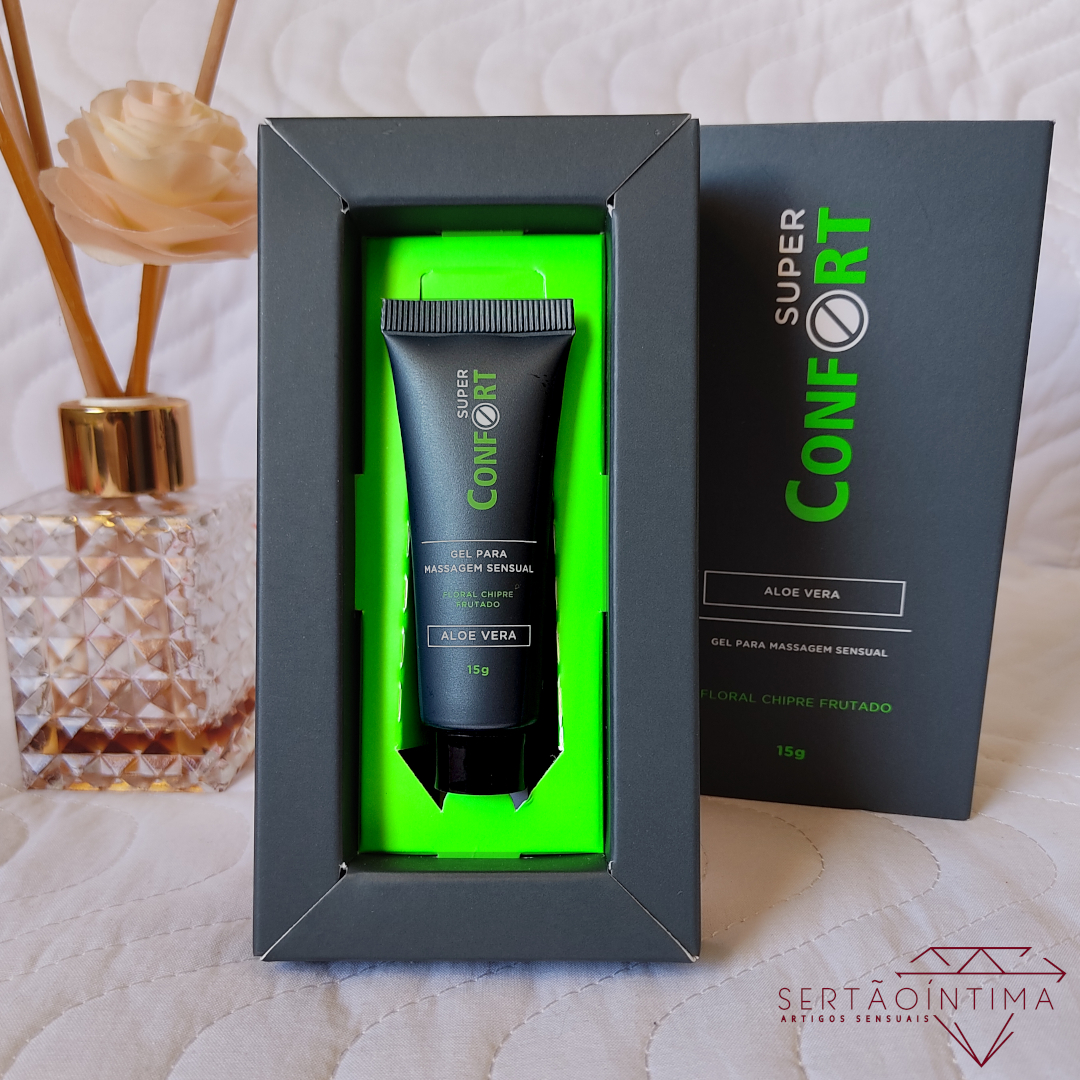 SUPER
CONFORT
GEL PARA
MASSAGEM SENSUAL
FLORAL CHIPRE
FRUTADO
ALOE VERA
15g
SUPER
CONFORT
ALOE VERA
GEL PARA MASSAGEM SENSUAL
FLORAL CHIPRE FRUTADO
15g
SERTÃOÍNTIMA
ARTIGOS SENSUAIS